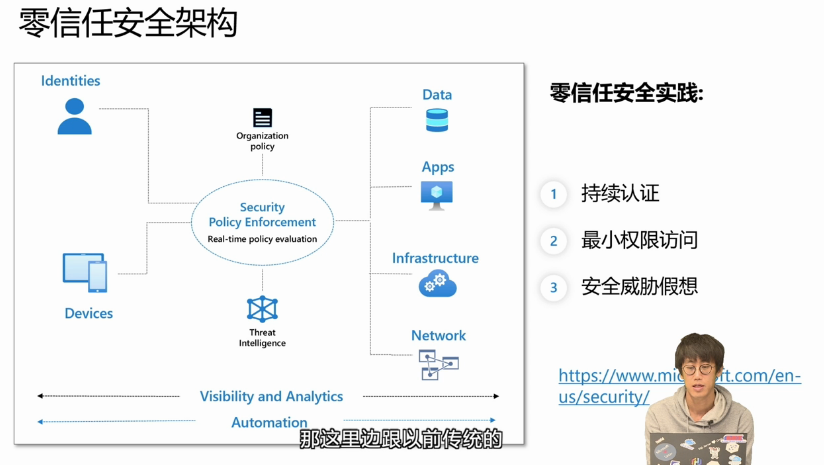 零信任安全架构
Identities
Organization
policy
Data
零信任安全实践:
Apps
Security
Policy Enforcement
Real-time policy evaluation
1 持续认证
2 最小权限访问
Infrastructure
3 安全威胁假想
Devices
Threat
Intelligence
Network
https://www.mic ft.com/en-
us/security/
Visibility and Analytics
Automation
那这里边跟以前传统的